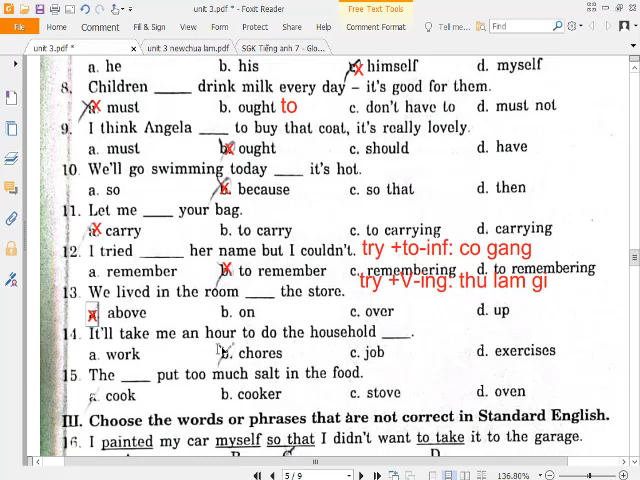 unit 3.pdf * - Foxit Reader
Free Text Tools
File Home Comment Fill & Sign View Form Protect Share Help Comment Format Tell me... Find
unit 3.pdf * unit 3 newchua lam.pdf SGK Tiếng anh 7 - Glo...
a. he b. his c. x himself d. myself
8. Children ____ drink milk every day – it's good for them.
a. x must b. ought to c. don't have to d. must not
9. I think Angela ____ to buy that coat, it's really lovely.
a. must b. x ought c. should d. have
10. We'll go swimming today ____ it's hot.
a. so b. x because c. so that d. then
11. Let me ____ your bag.
a. x carry b. to carry c. to carrying d. carrying
12. I tried ____ her name but I couldn't. try +to-inf: co gang
a. remember b. x to remember c. remembering d. to remembering
try +V-ing: thu lam gi
13. We lived in the room ____ the store.
a. x above b. on c. over d. up
14. It'll take me an hour to do the household ____.
a. work b. chores c. job d. exercises
15. The ____ put too much salt in the food.
a. cook b. cooker c. stove d. oven
III. Choose the words or phrases that are not correct in Standard English.
16. I painted my car myself so that I didn't want to take it to the garage.
5 / 9 136.80%